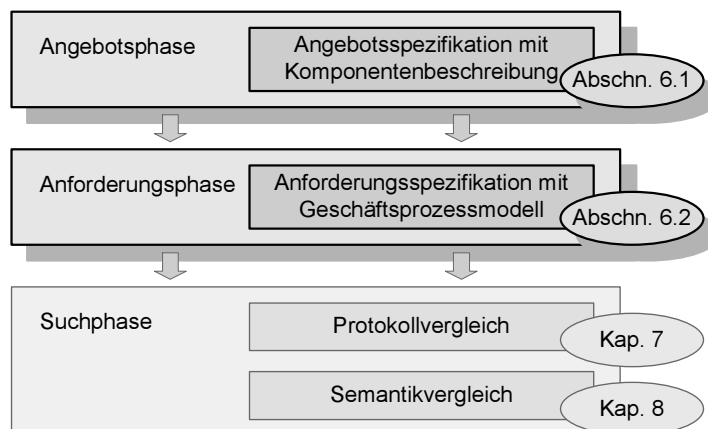 Angebotsphase
Angebotsspezifikation mit
Komponentenbeschreibung
Abschn. 6.1
Anforderungsphase
Anforderungsspezifikation mit
Geschäftsprozessmodell
Abschn. 6.2
Suchphase
Protokollvergleich
Kap. 7
Semantikvergleich
Kap. 8